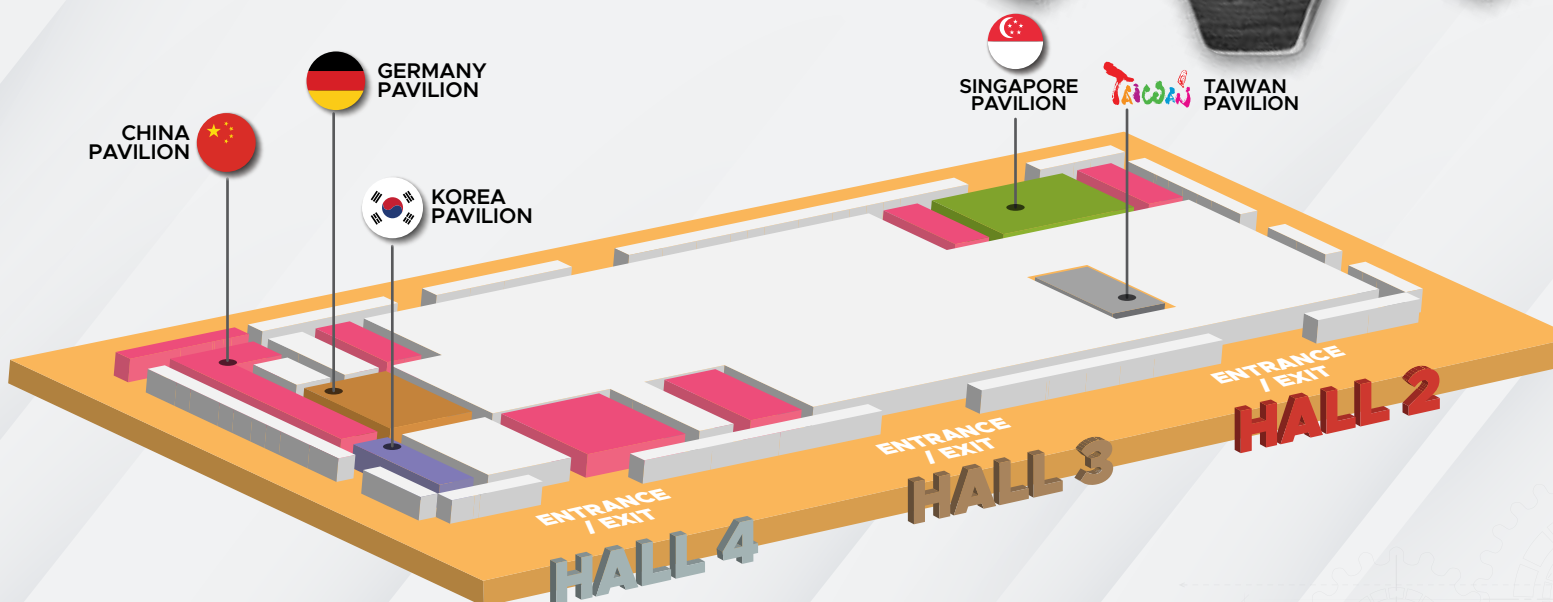 GERMANY
PAVILION
CHINA
PAVILION
KOREA
PAVILION
SINGAPORE
PAVILION
TAIWAN
TAIWAN
PAVILION
ENTRANCE
/ EXIT
HALL 2
ENTRANCE
/ EXIT
HALL 3
ENTRANCE
/ EXIT
HALL 4